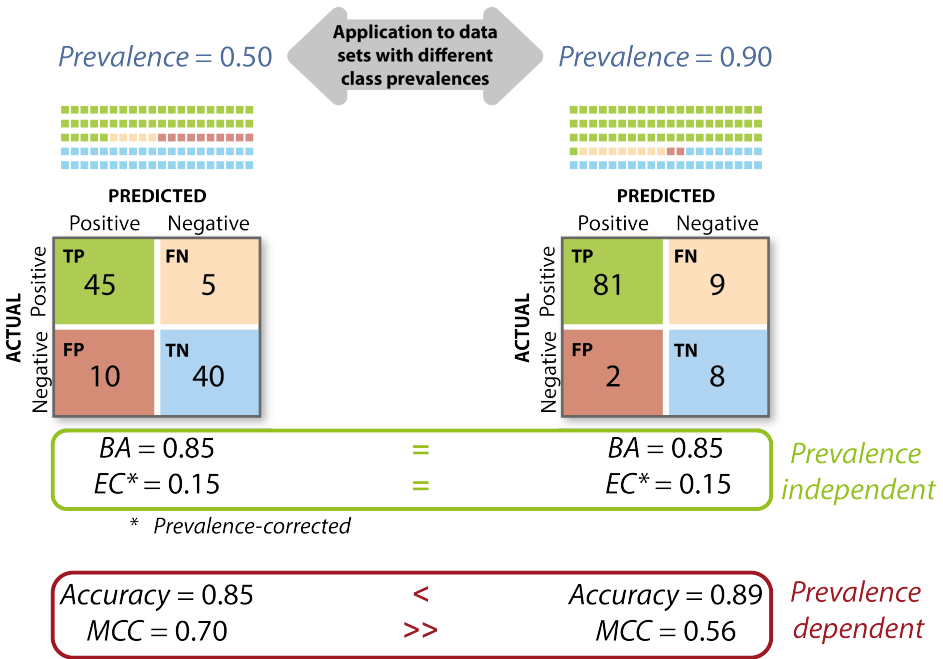 Application to data
sets with different
class prevalences
Prevalence = 0.50
Prevalence = 0.90
PREDICTED
Positive Negative
ACTUAL
Positive
Negative
TP
45
FN
5
FP
10
TN
40
PREDICTED
Positive Negative
ACTUAL
Positive
Negative
TP
81
FN
9
FP
2
TN
8
BA = 0.85 = BA = 0.85
EC* = 0.15 = EC* = 0.15
Prevalence
independent
* Prevalence-corrected
Accuracy = 0.85 < Accuracy = 0.89
MCC = 0.70 >> MCC = 0.56
Prevalence
dependent